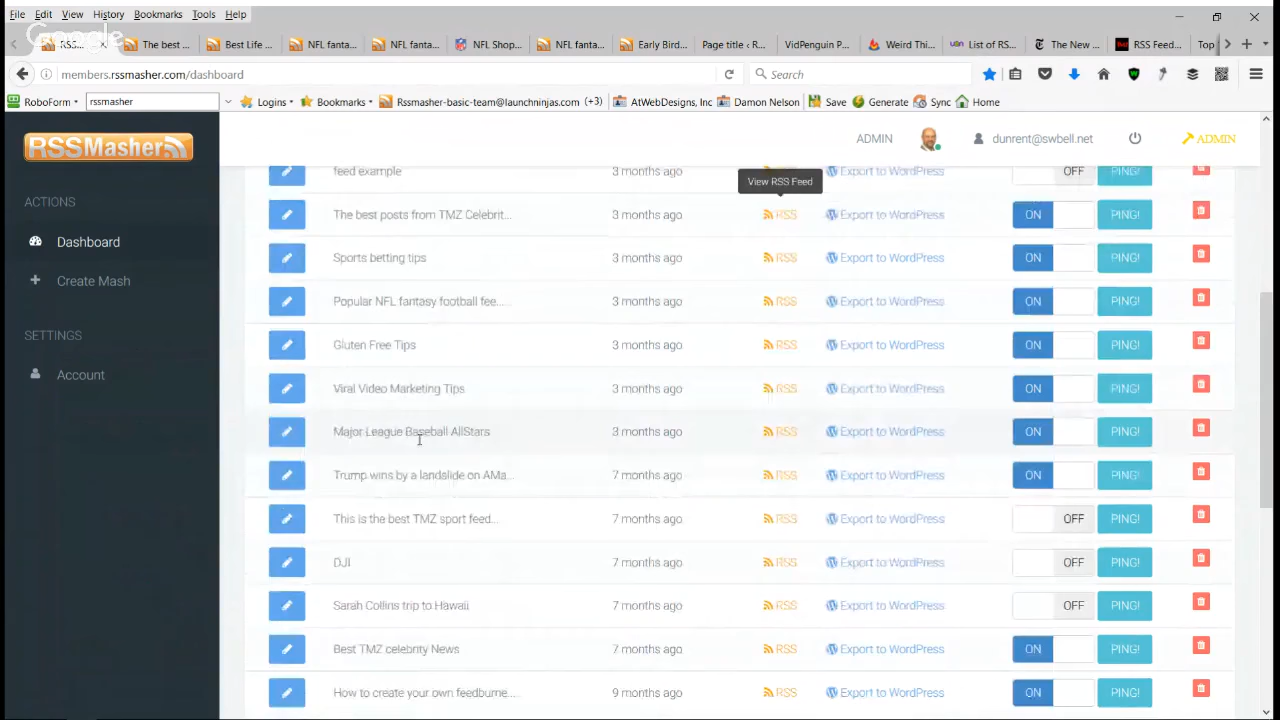 File Edit View History Bookmarks Tools Help
Google
RSS... The best ... Best Life ... NFL fanta... NFL fanta... NFL Shop... NFL fanta... Early Bird... Page title ‹ R... VidPenguin P... Weird Thi... List of RS... The New ... RSS Feed... Top
members.rssmasher.com/dashboard Search
RoboForm rssmasher Logins Bookmarks Rssmasher-basic-team@launchninjas.com (+3) AtWebDesigns, Inc Damon Nelson Save Generate Sync Home
RSSMasher ADMIN dunrent@swbell.net ADMIN
ACTIONS
Dashboard
Create Mash
SETTINGS
Account
feed example 3 months ago RSS Export to WordPress OFF PING!
View RSS Feed
The best posts from TMZ Celebrit... 3 months ago RSS Export to WordPress ON PING!
Sports betting tips 3 months ago RSS Export to WordPress ON PING!
Popular NFL fantasy football fee... 3 months ago RSS Export to WordPress ON PING!
Gluten Free Tips 3 months ago RSS Export to WordPress ON PING!
Viral Video Marketing Tips 3 months ago RSS Export to WordPress ON PING!
Major League Baseball AllStars 3 months ago RSS Export to WordPress ON PING!
Trump wins by a landslide on AMa... 7 months ago RSS Export to WordPress ON PING!
This is the best TMZ sport feed... 7 months ago RSS Export to WordPress OFF PING!
DJI 7 months ago RSS Export to WordPress OFF PING!
Sarah Collins trip to Hawaii 7 months ago RSS Export to WordPress OFF PING!
Best TMZ celebrity News 7 months ago RSS Export to WordPress ON PING!
How to create your own feedburne... 9 months ago RSS Export to WordPress ON PING!